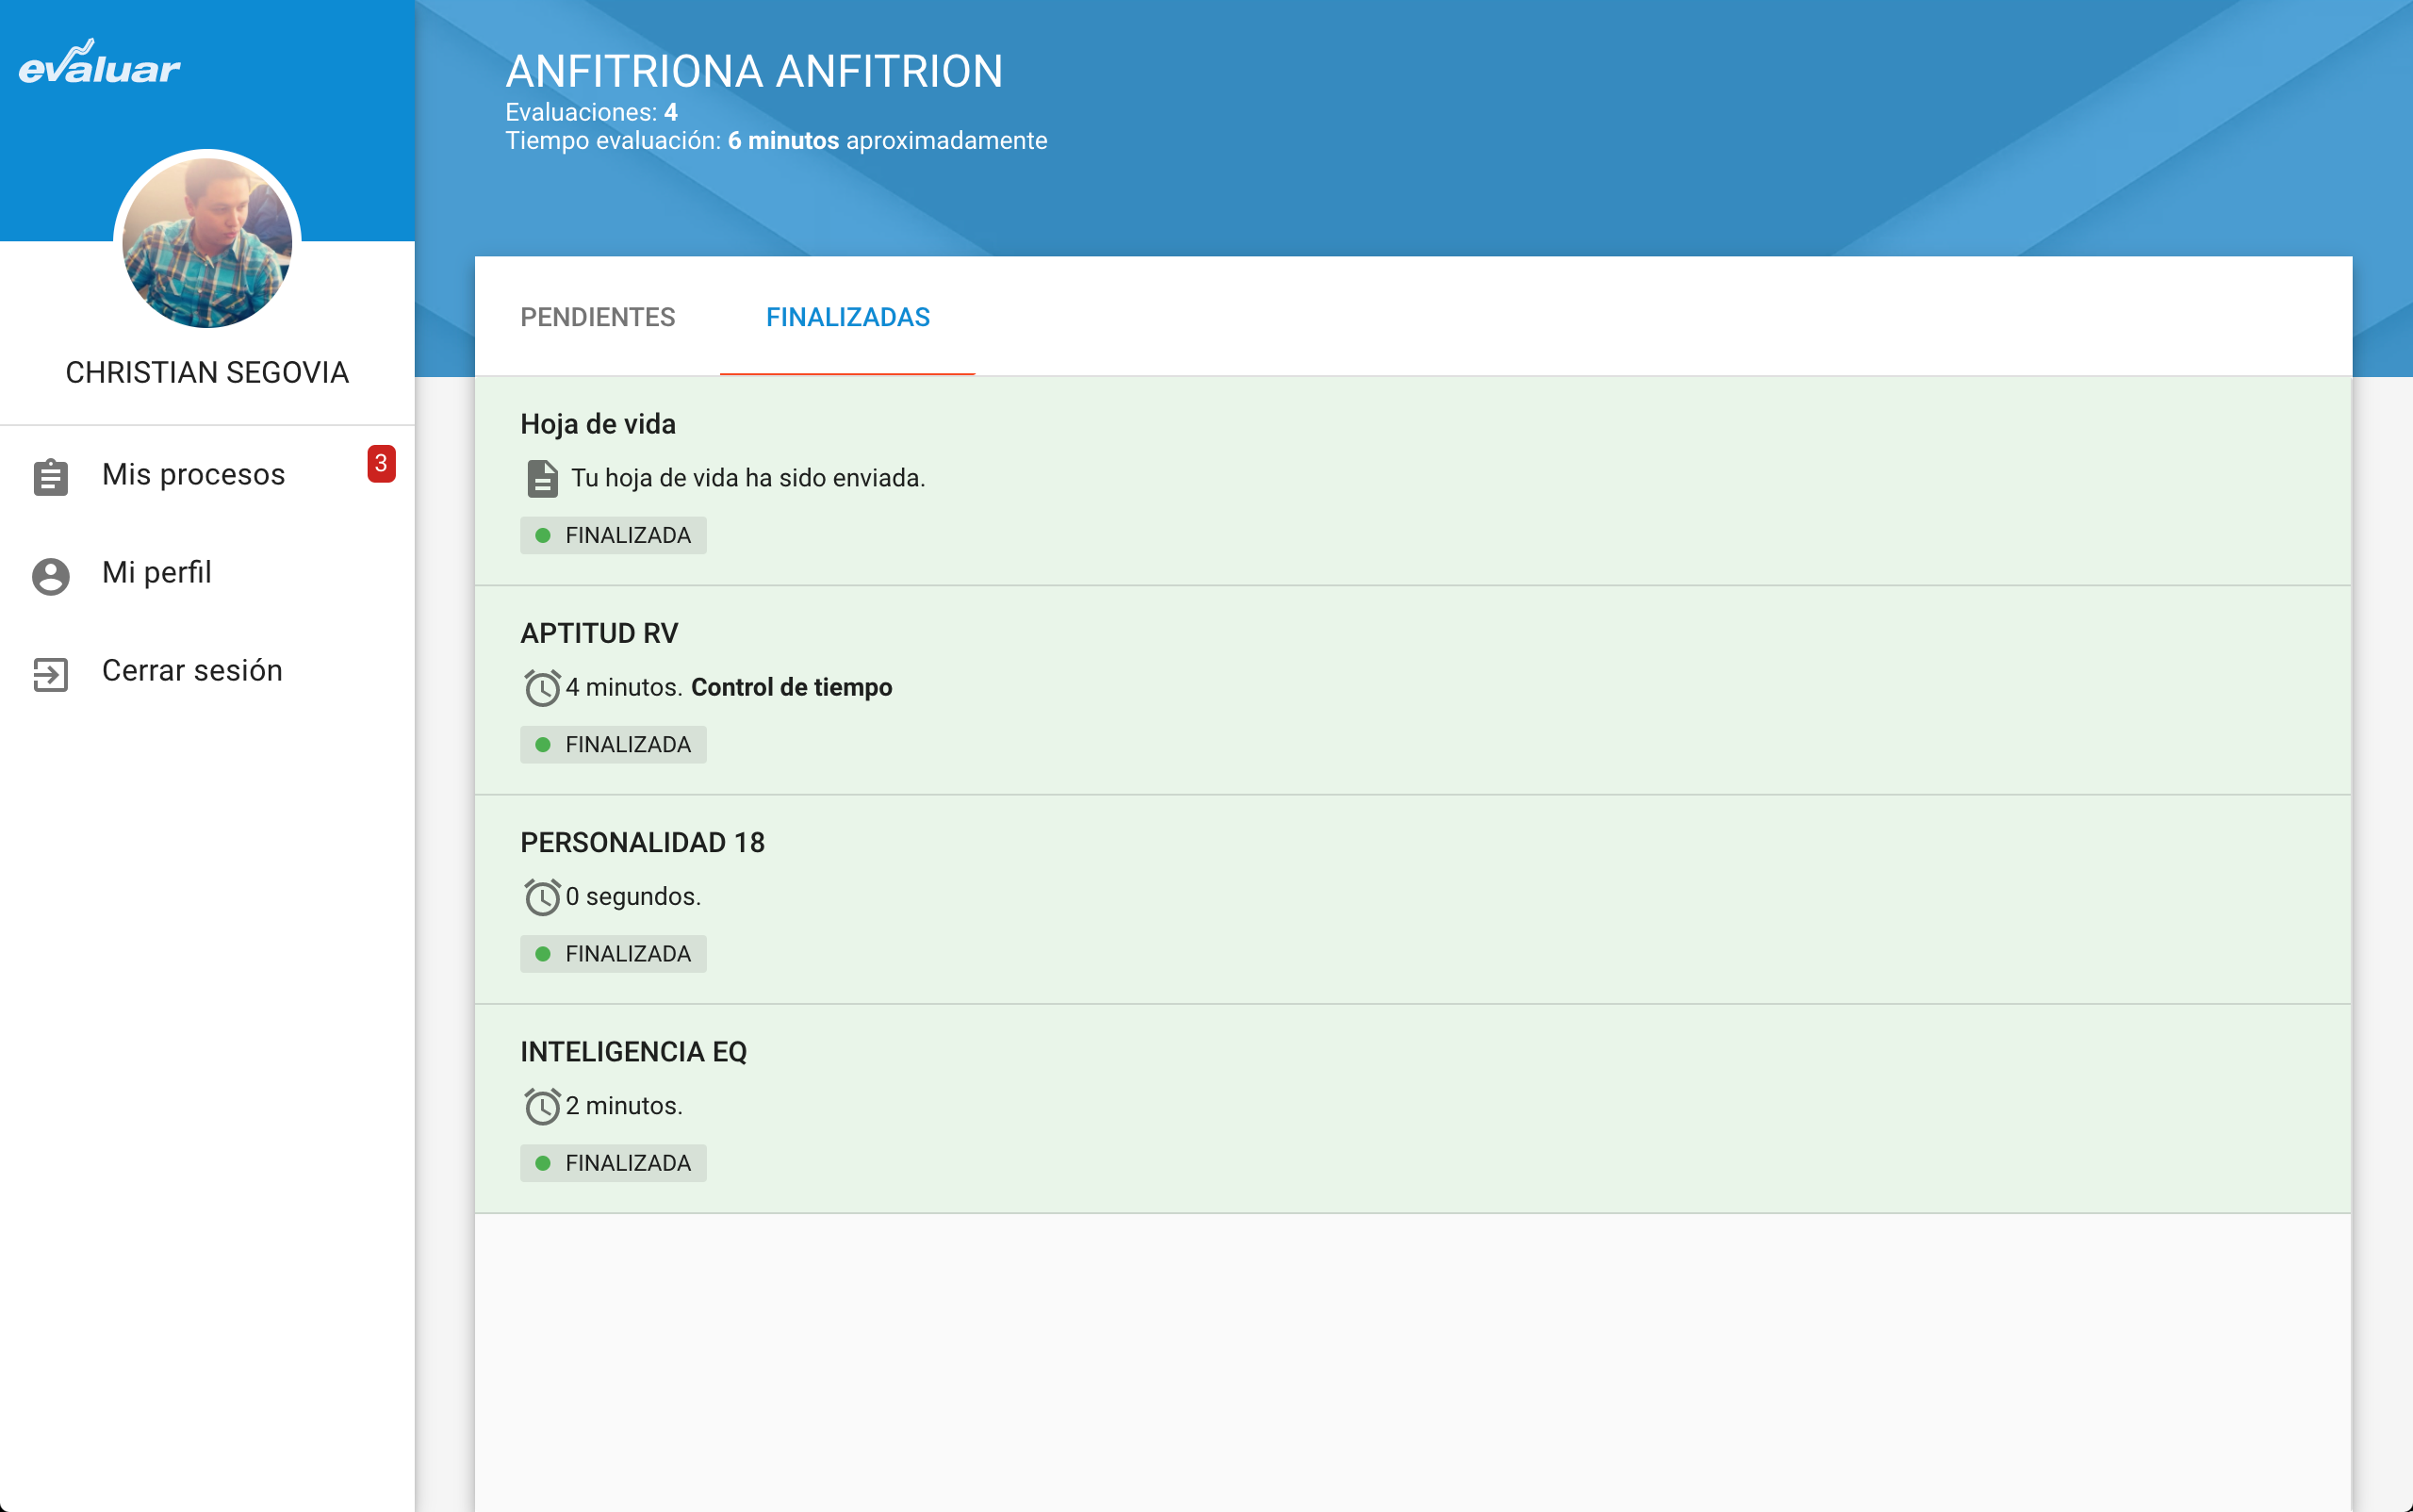 evaluar
CHRISTIAN SEGOVIA
Mis procesos
3
Mi perfil
Cerrar sesión
ANFITRIONA ANFITRION
Evaluaciones: 4
Tiempo evaluación: 6 minutos aproximadamente
PENDIENTES FINALIZADAS
Hoja de vida
Tu hoja de vida ha sido enviada.
FINALIZADA
APTITUD RV
4 minutos. Control de tiempo
FINALIZADA
PERSONALIDAD 18
0 segundos.
FINALIZADA
INTELIGENCIA EQ
2 minutos.
FINALIZADA